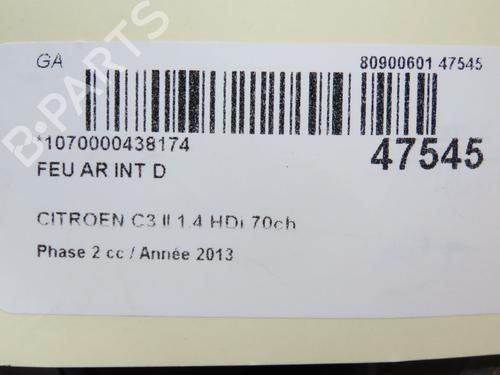 GA 80900601 47545
*1070000438174 47545
FEU AR INT D
CITROEN C3 II 1.4 HDi 70ch
Phase 2 cc / Année 2013
B-PARTS